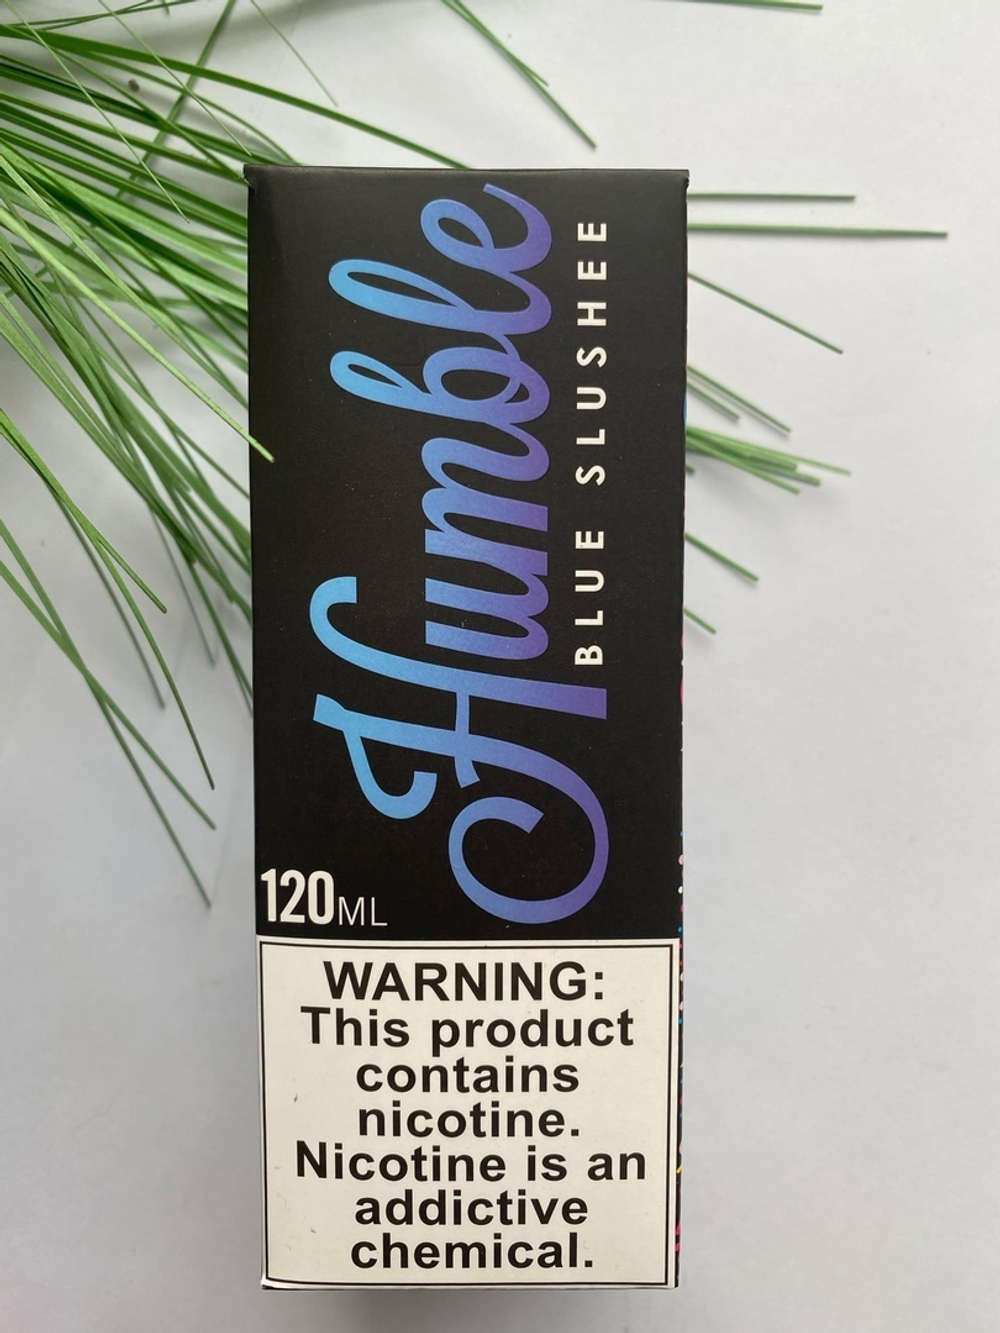 Humble
BLUE SLUSHEE
120ML
WARNING:
This product
contains
nicotine.
Nicotine is an
addictive
chemical.